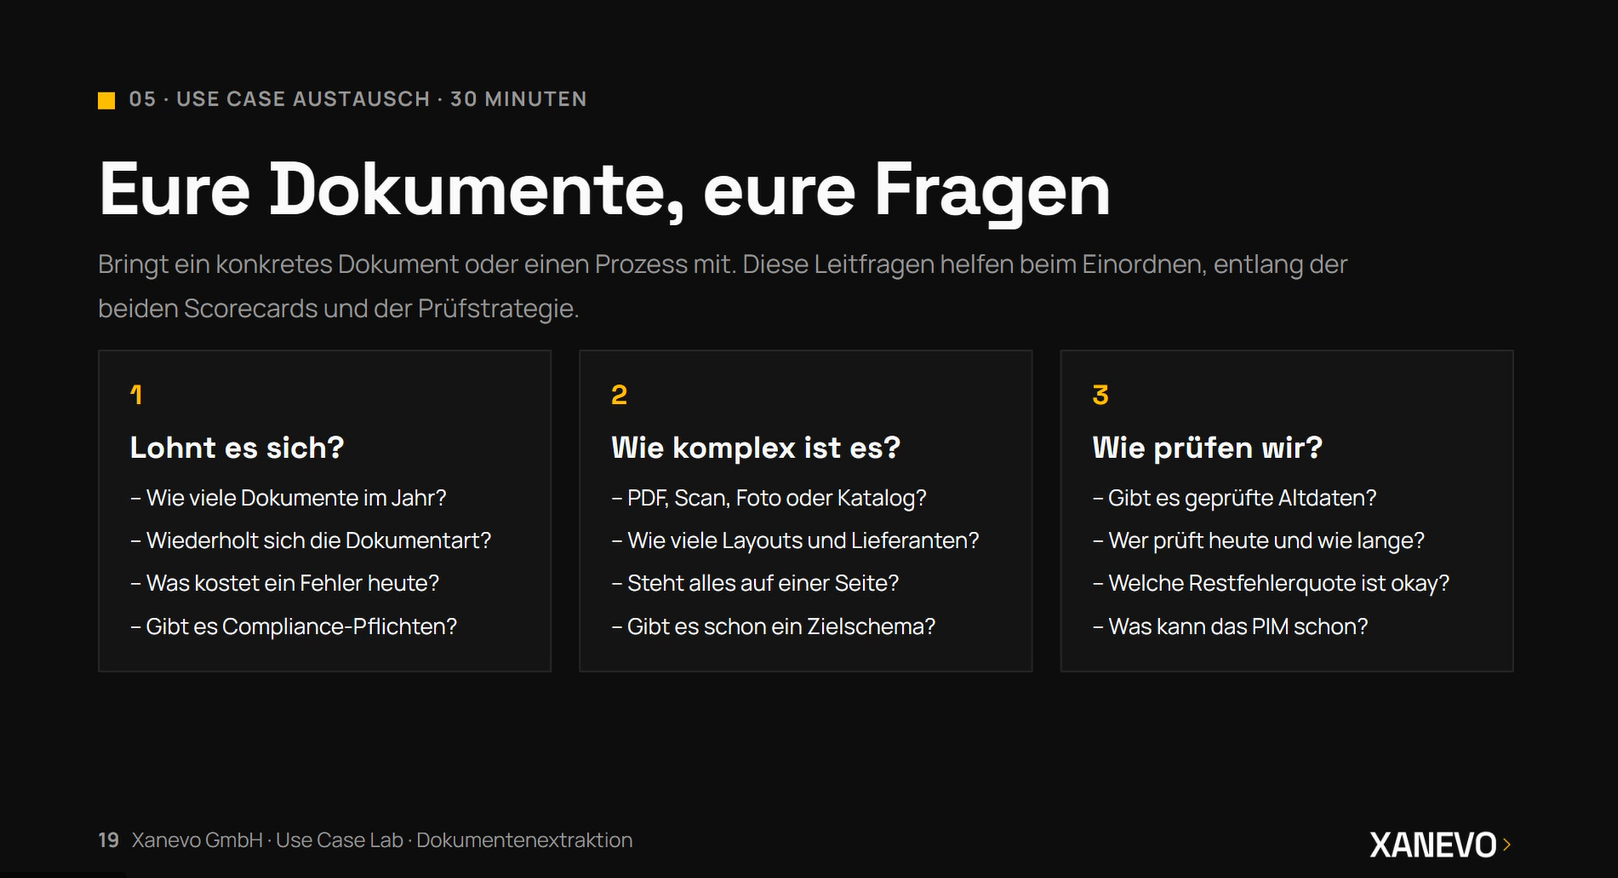 05 · USE CASE AUSTAUSCH · 30 MINUTEN
Eure Dokumente, eure Fragen
Bringt ein konkretes Dokument oder einen Prozess mit. Diese Leitfragen helfen beim Einordnen, entlang der
beiden Scorecards und der Prüfstrategie.
1
Lohnt es sich?
– Wie viele Dokumente im Jahr?
– Wiederholt sich die Dokumentart?
– Was kostet ein Fehler heute?
– Gibt es Compliance-Pflichten?
2
Wie komplex ist es?
– PDF, Scan, Foto oder Katalog?
– Wie viele Layouts und Lieferanten?
– Steht alles auf einer Seite?
– Gibt es schon ein Zielschema?
3
Wie prüfen wir?
– Gibt es geprüfte Altdaten?
– Wer prüft heute und wie lange?
– Welche Restfehlerquote ist okay?
– Was kann das PIM schon?
19 Xanevo GmbH · Use Case Lab · Dokumentenextraktion
XANEVO